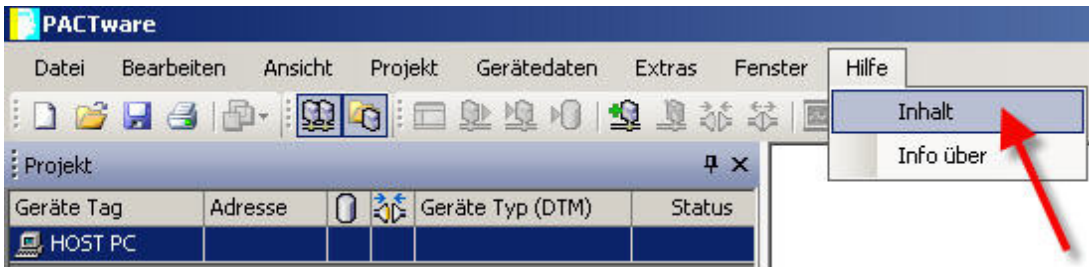 PACTware
Datei Bearbeiten Ansicht Projekt Gerätedaten Extras Fenster Hilfe
Inhalt
Info über
Projekt
Geräte Tag Adresse Geräte Typ (DTM) Status
HOST PC